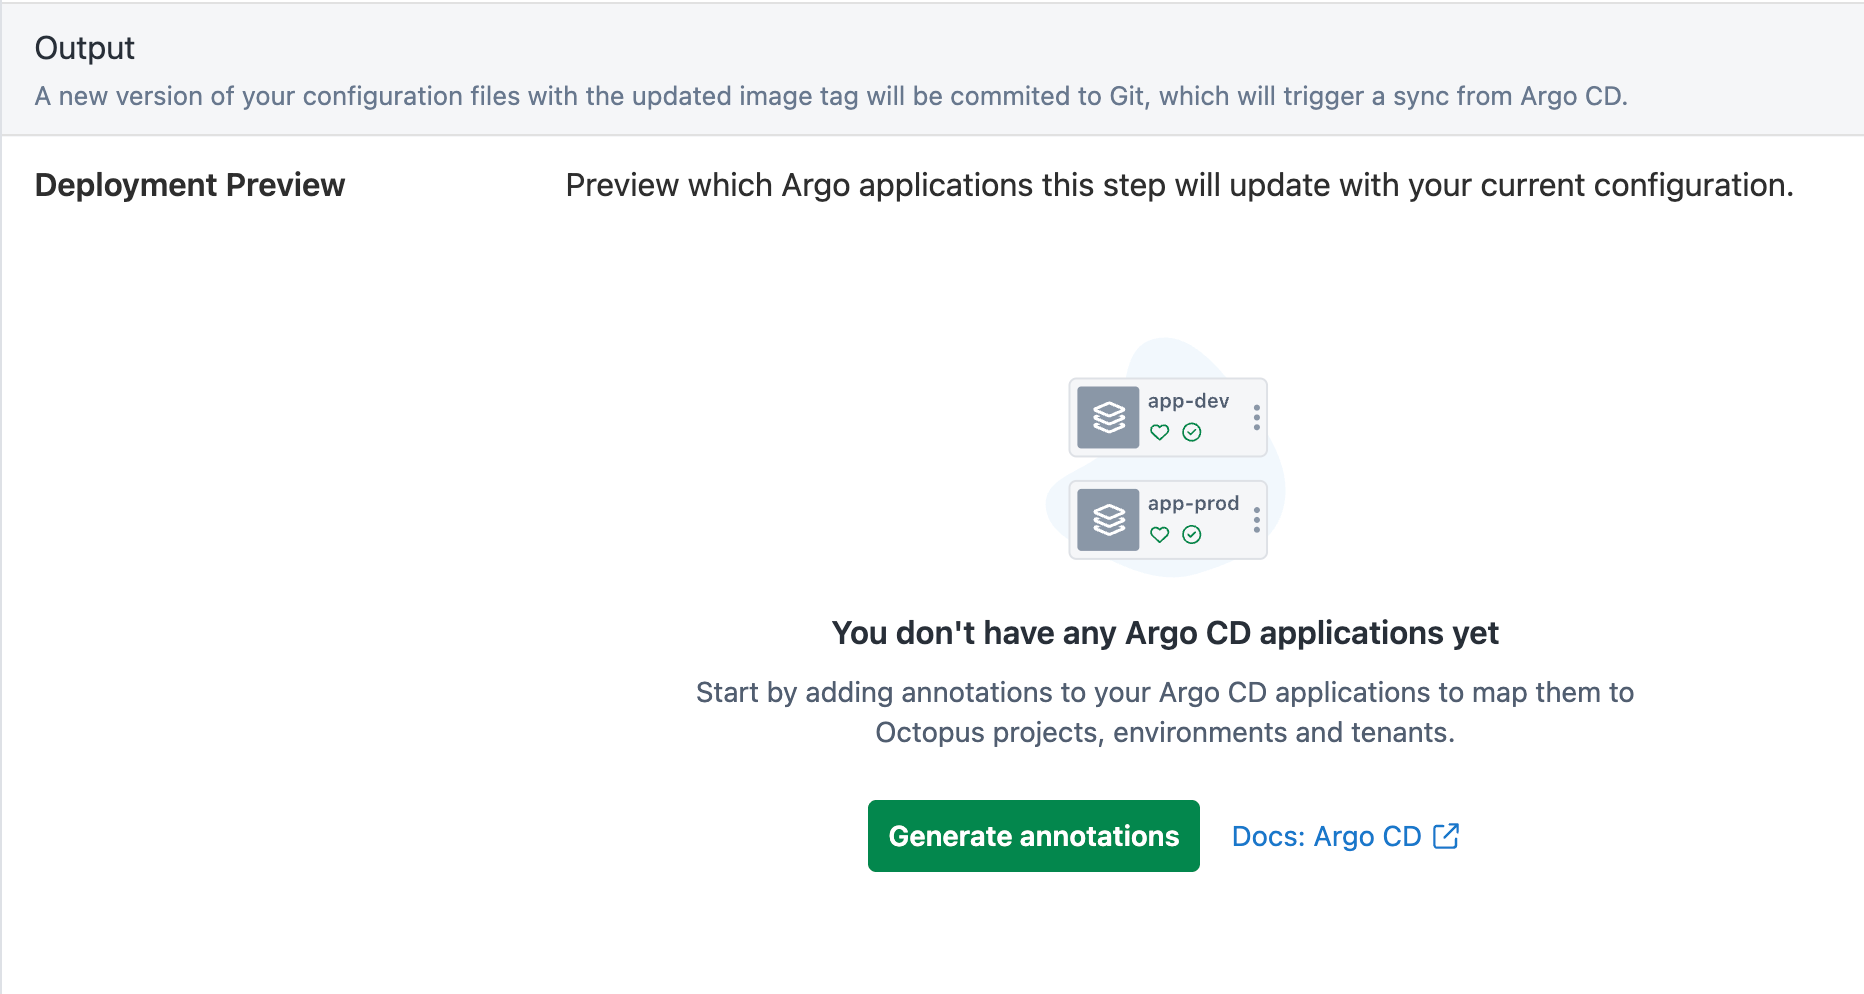 Output
A new version of your configuration files with the updated image tag will be commited to Git, which will trigger a sync from Argo CD.
Deployment Preview
Preview which Argo applications this step will update with your current configuration.
app-dev
app-prod
You don't have any Argo CD applications yet
Start by adding annotations to your Argo CD applications to map them to
Octopus projects, environments and tenants.
Generate annotations
Docs: Argo CD